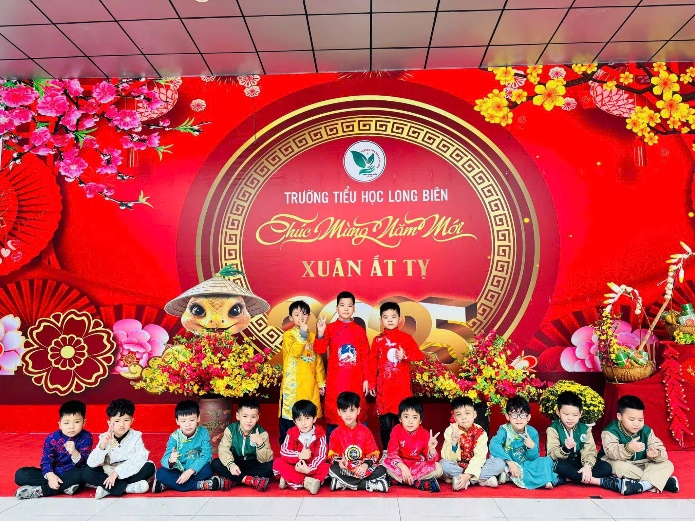 TRƯỜNG TIỂU HỌC LONG BIÊN
Chúc Mừng Năm Mới
XUÂN ẤT TỴ
2025